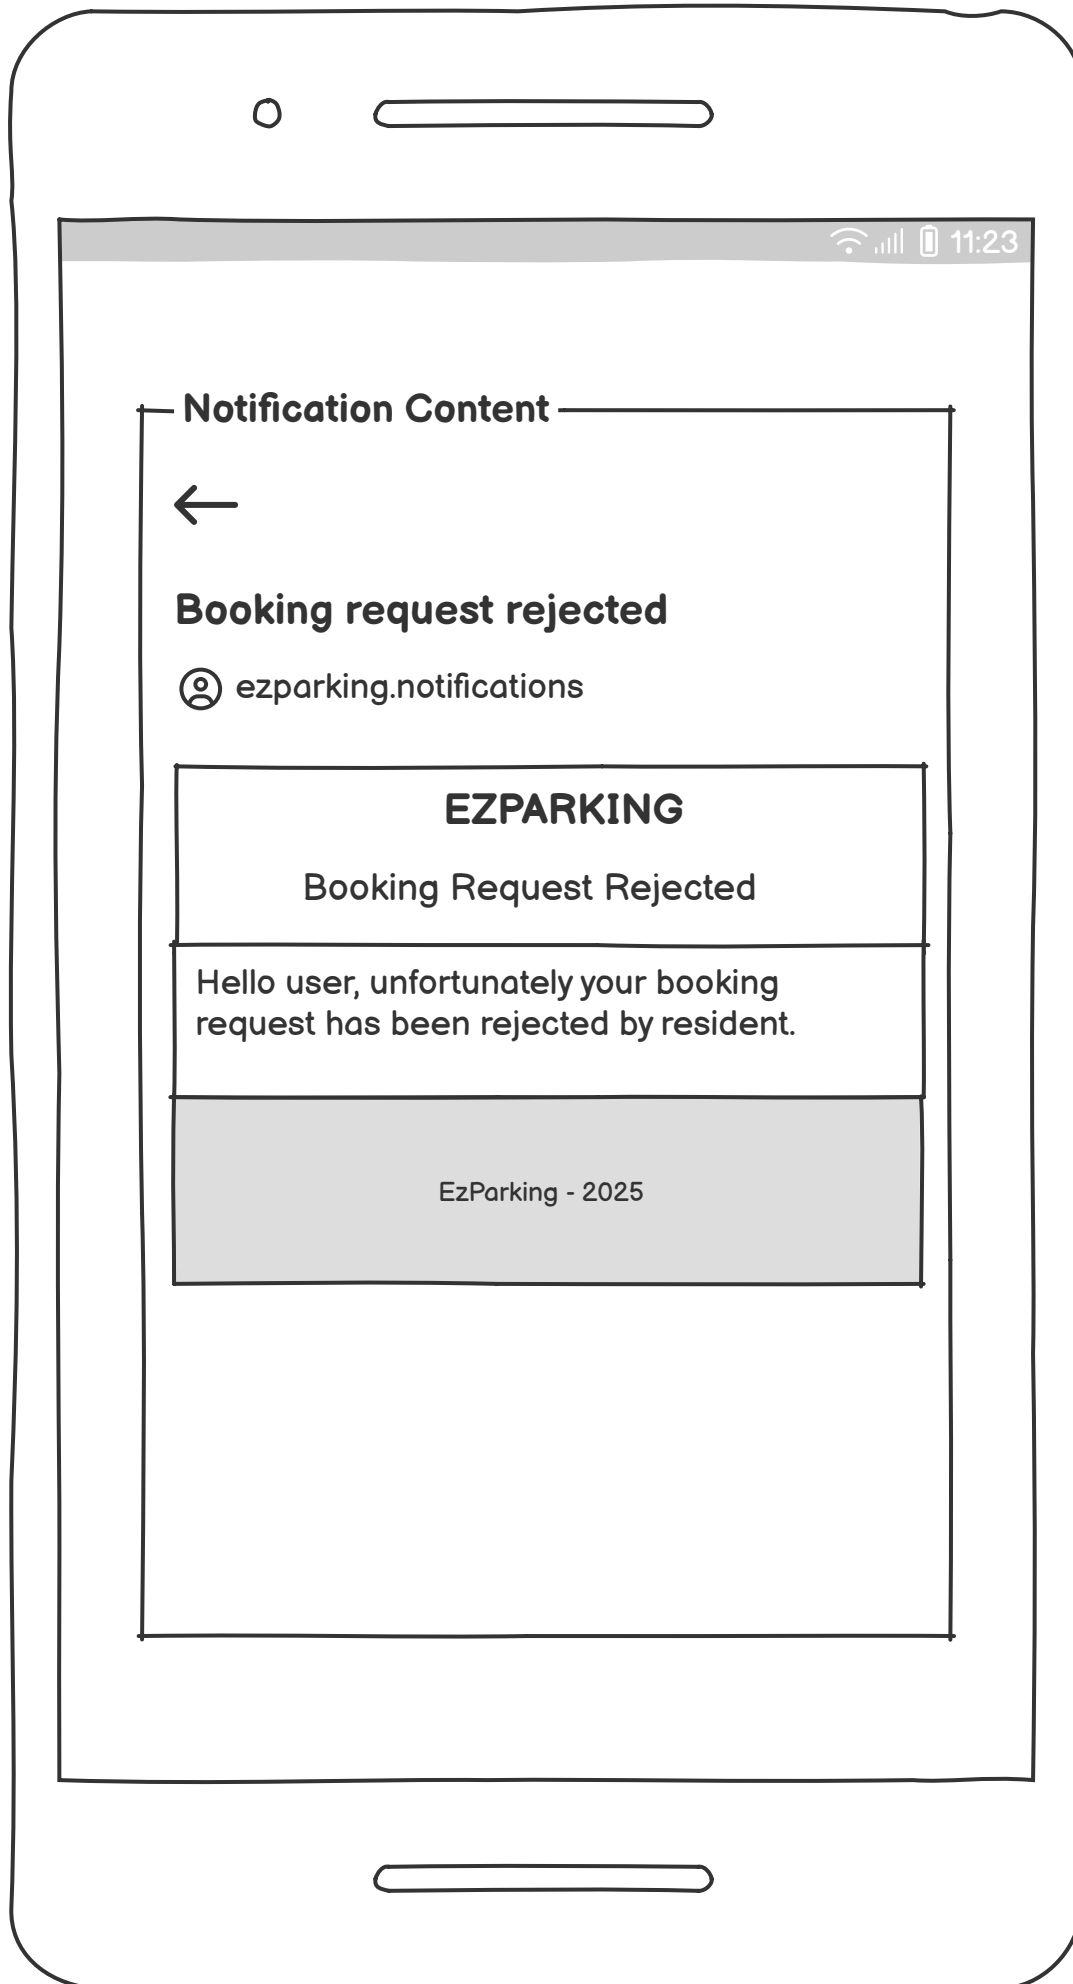 11:23
Notification Content
Booking request rejected
ezparking.notifications
EZPARKING
Booking Request Rejected
Hello user, unfortunately your booking
request has been rejected by resident.
EzParking - 2025